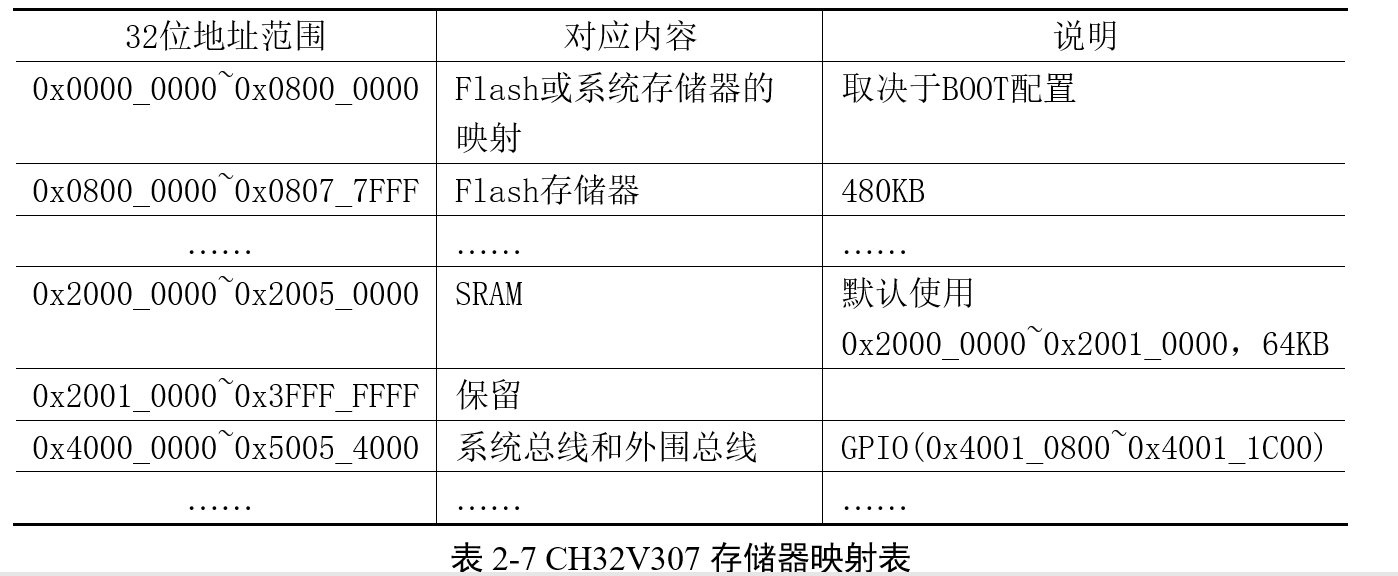 32位地址范围 对应内容 说明
0x0000_0000~0x0800_0000 Flash或系统存储器的 取决于BOOT配置
映射
0x0800_0000~0x0807_7FFF Flash存储器 480KB
...... ...... ......
0x2000_0000~0x2005_0000 SRAM 默认使用
0x2000_0000~0x2001_0000，64KB
0x2001_0000~0x3FFF_FFFF 保留
0x4000_0000~0x5005_4000 系统总线和外围总线 GPIO(0x4001_0800~0x4001_1C00)
...... ...... ......
表 2-7 CH32V307 存储器映射表